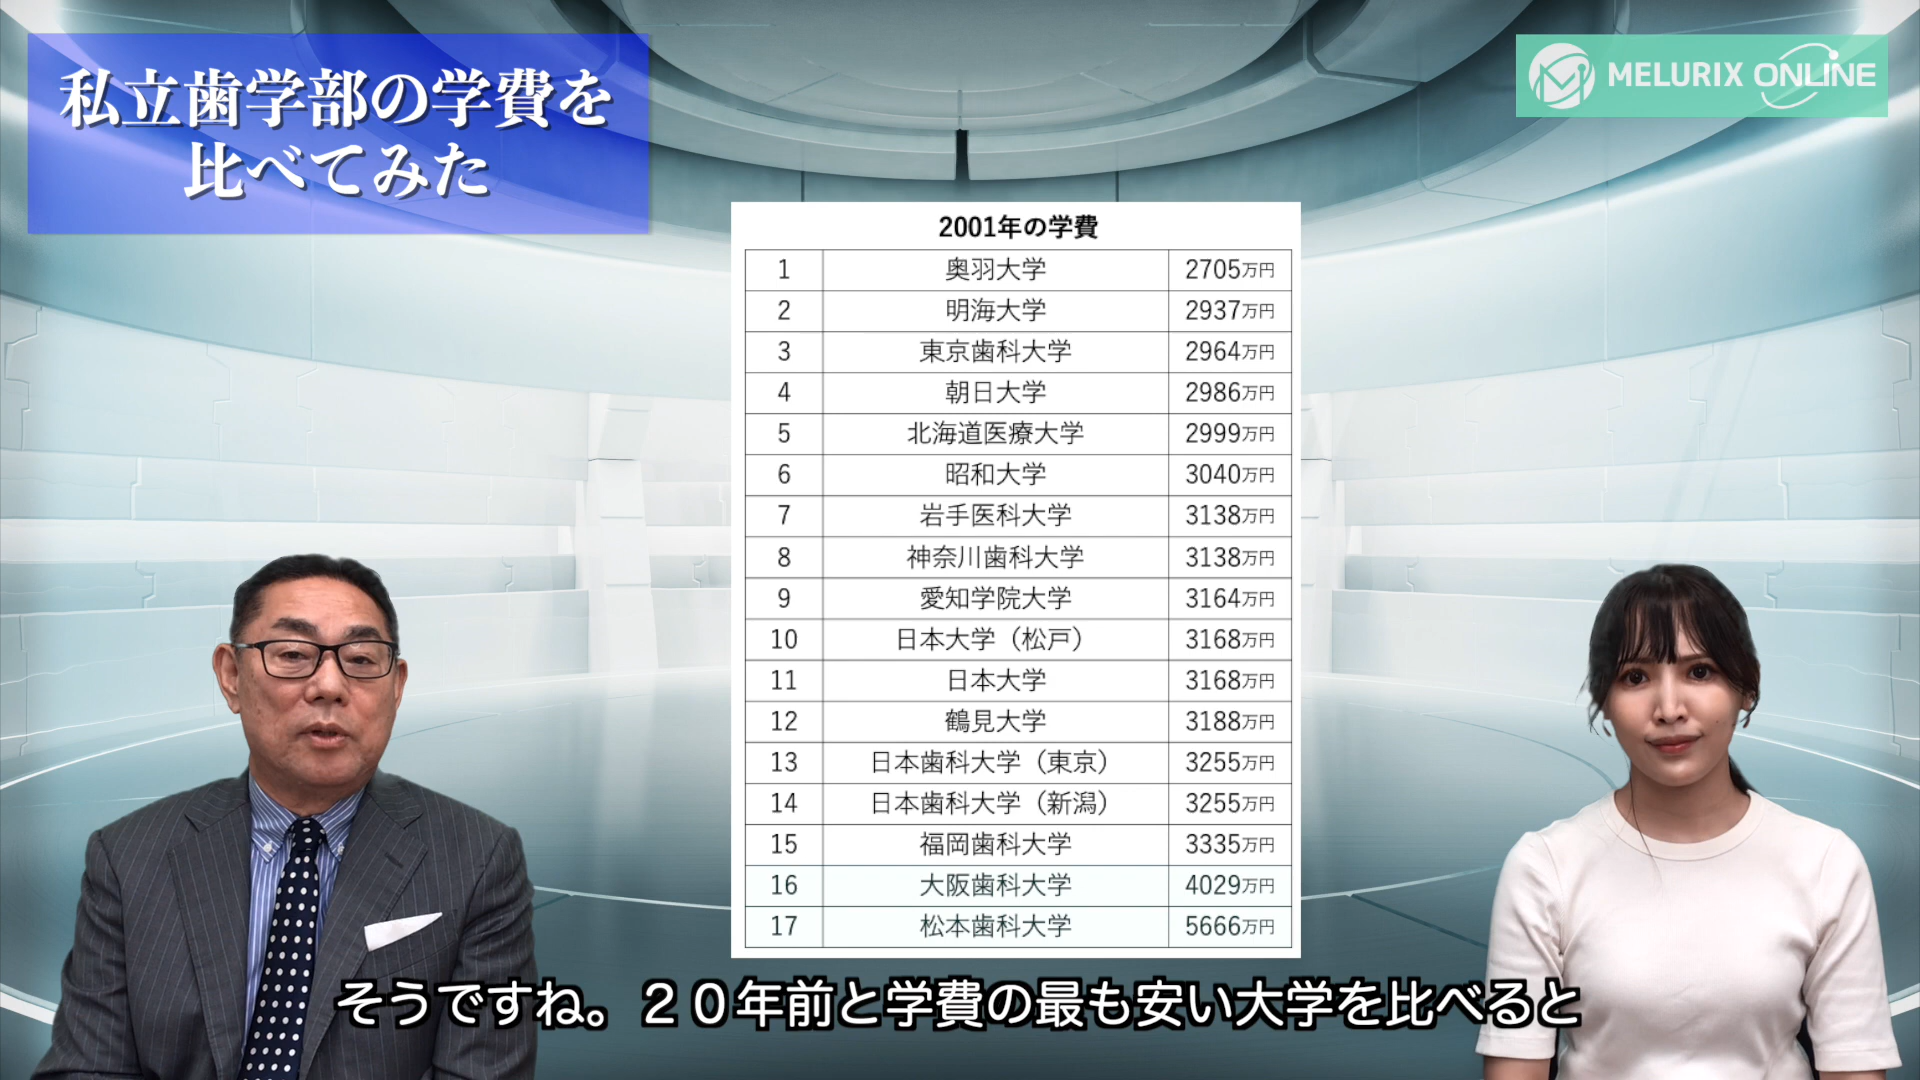 私立歯学部の学費を
比べてみた
MELURIX ONLINE
2001年の学費
1 奥羽大学 2705万円
2 明海大学 2937万円
3 東京歯科大学 2964万円
4 朝日大学 2986万円
5 北海道医療大学 2999万円
6 昭和大学 3040万円
7 岩手医科大学 3138万円
8 神奈川歯科大学 3138万円
9 愛知学院大学 3164万円
10 日本大学（松戸） 3168万円
11 日本大学 3168万円
12 鶴見大学 3188万円
13 日本歯科大学（東京） 3255万円
14 日本歯科大学（新潟） 3255万円
15 福岡歯科大学 3335万円
16 大阪歯科大学 4029万円
17 松本歯科大学 5666万円
そうですね。２０年前と学費の最も安い大学を比べると